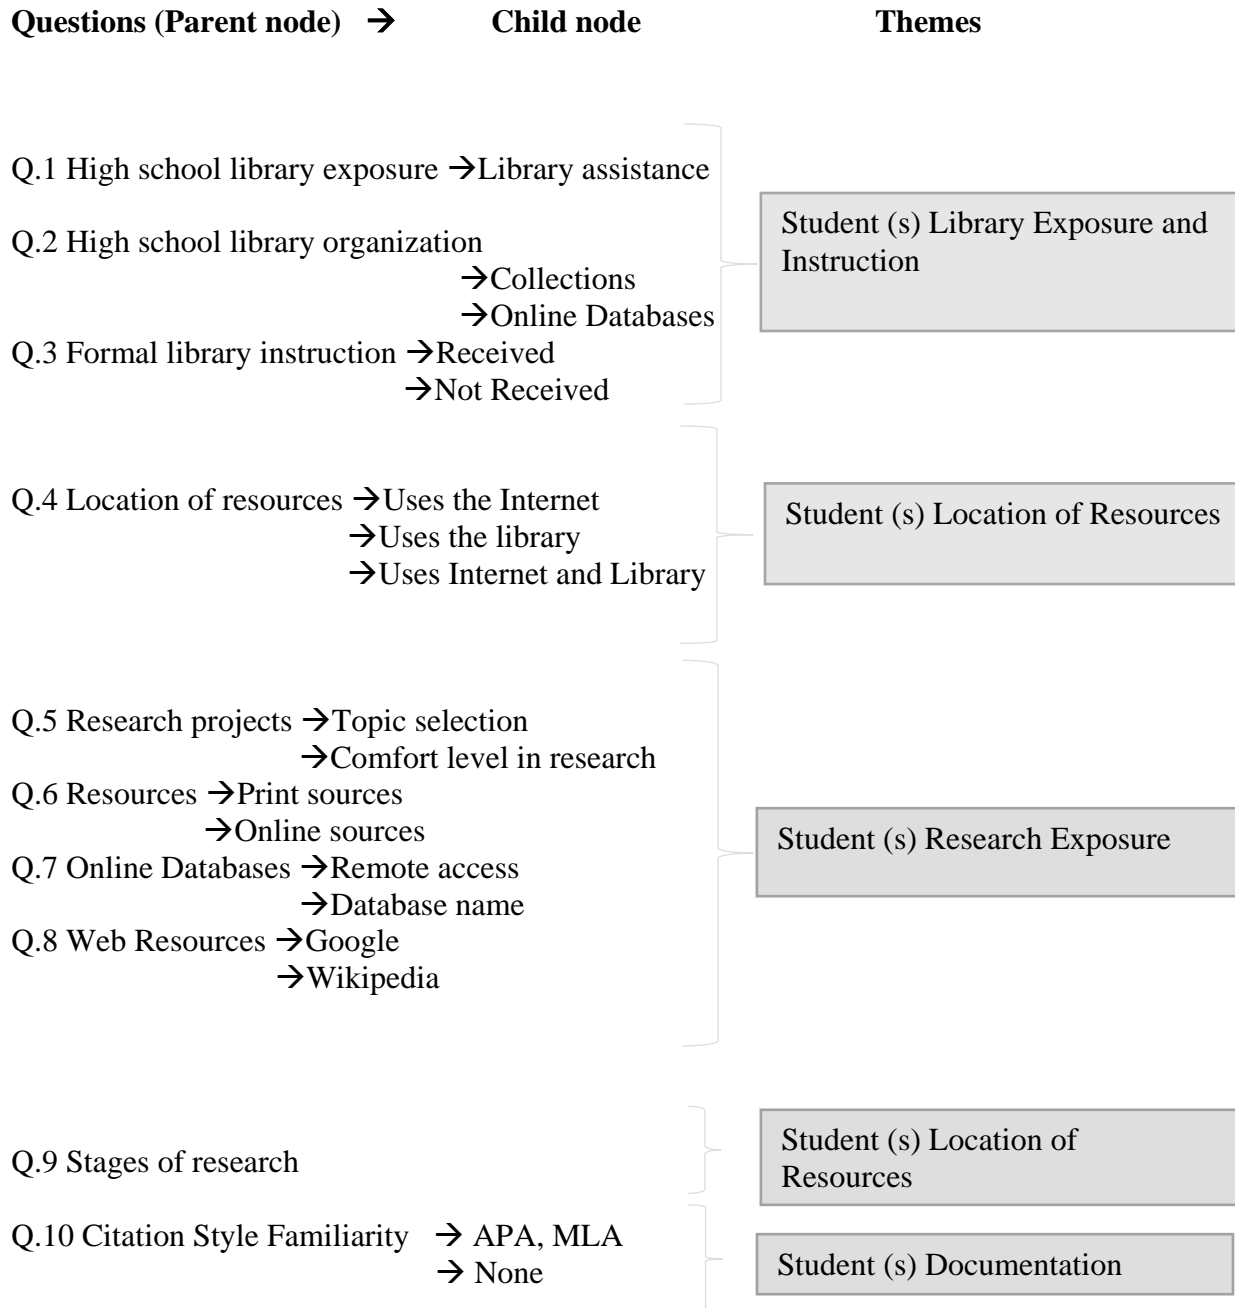 Questions (Parent node) → Child node Themes
Q.1 High school library exposure →Library assistance
Q.2 High school library organization
→Collections
→Online Databases
Q.3 Formal library instruction →Received
→Not Received
Student (s) Library Exposure and
Instruction
Q.4 Location of resources →Uses the Internet
→Uses the library
→Uses Internet and Library
Student (s) Location of Resources
Q.5 Research projects →Topic selection
→Comfort level in research
Q.6 Resources →Print sources
→Online sources
Q.7 Online Databases →Remote access
→Database name
Q.8 Web Resources →Google
→Wikipedia
Student (s) Research Exposure
Q.9 Stages of research
Student (s) Location of
Resources
Q.10 Citation Style Familiarity → APA, MLA
→ None
Student (s) Documentation